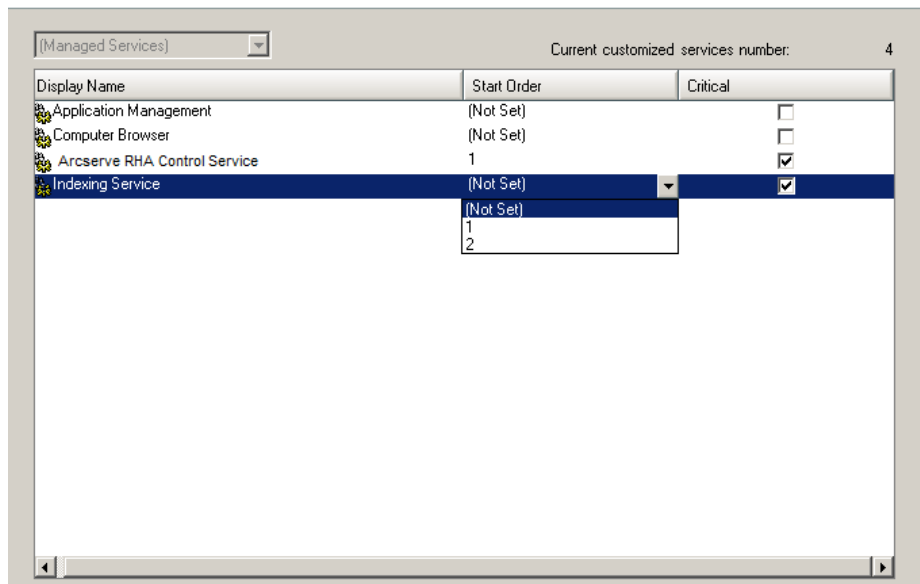 (Managed Services) Current customized services number: 4
Display Name Start Order Critical
Application Management (Not Set)
Computer Browser (Not Set)
Arcserve RHA Control Service 1
Indexing Service (Not Set)
(Not Set)
1
2